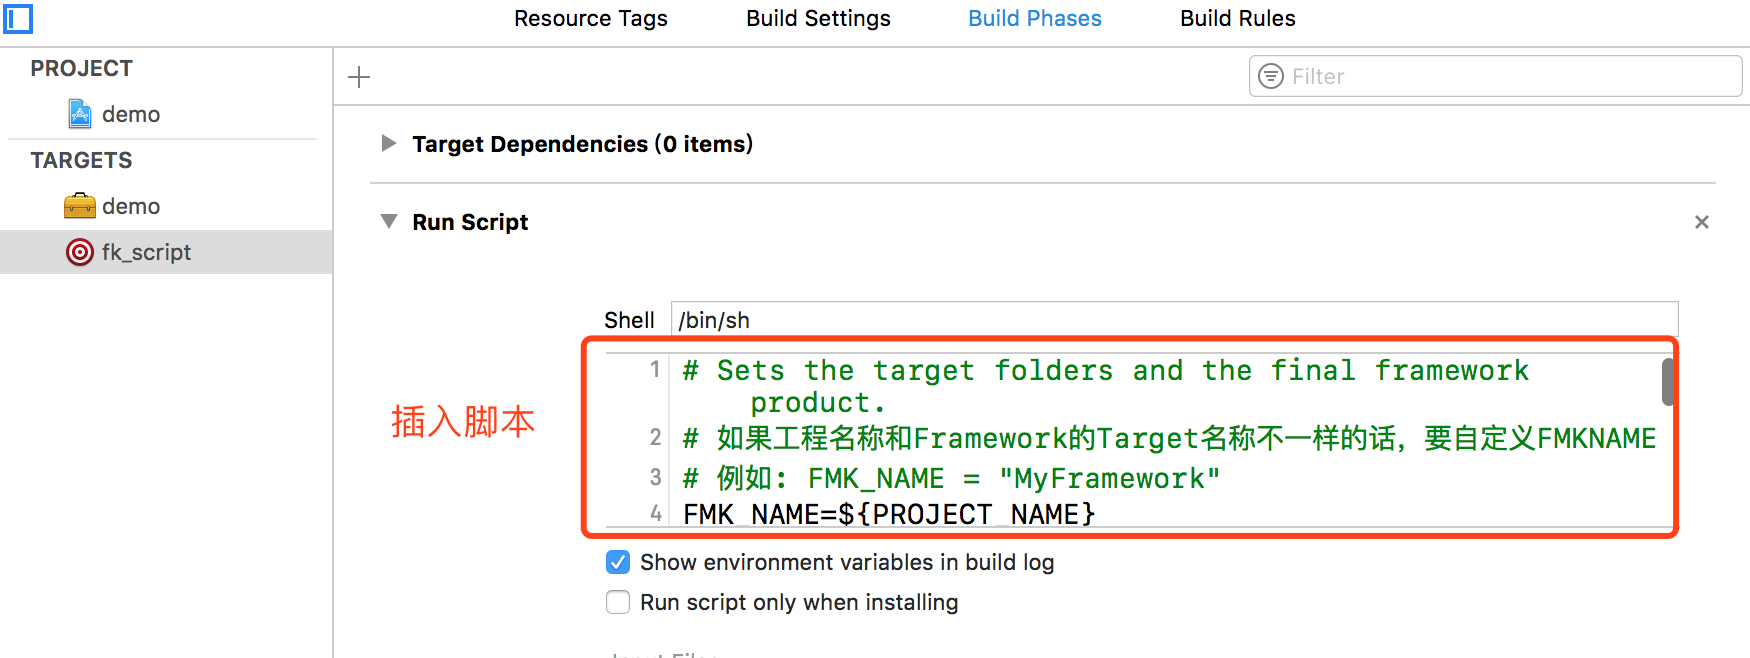 Resource Tags Build Settings Build Phases Build Rules
PROJECT
demo
TARGETS
demo
fk_script
Filter
Target Dependencies (0 items)
Run Script
Shell /bin/sh
插入脚本
1 # Sets the target folders and the final framework
product.
2 # 如果工程名称和Framework的Target名称不一样的话，要自定义FMKNAME
3 # 例如: FMK_NAME = "MyFramework"
4 FMK_NAME=${PROJECT_NAME}
Show environment variables in build log
Run script only when installing